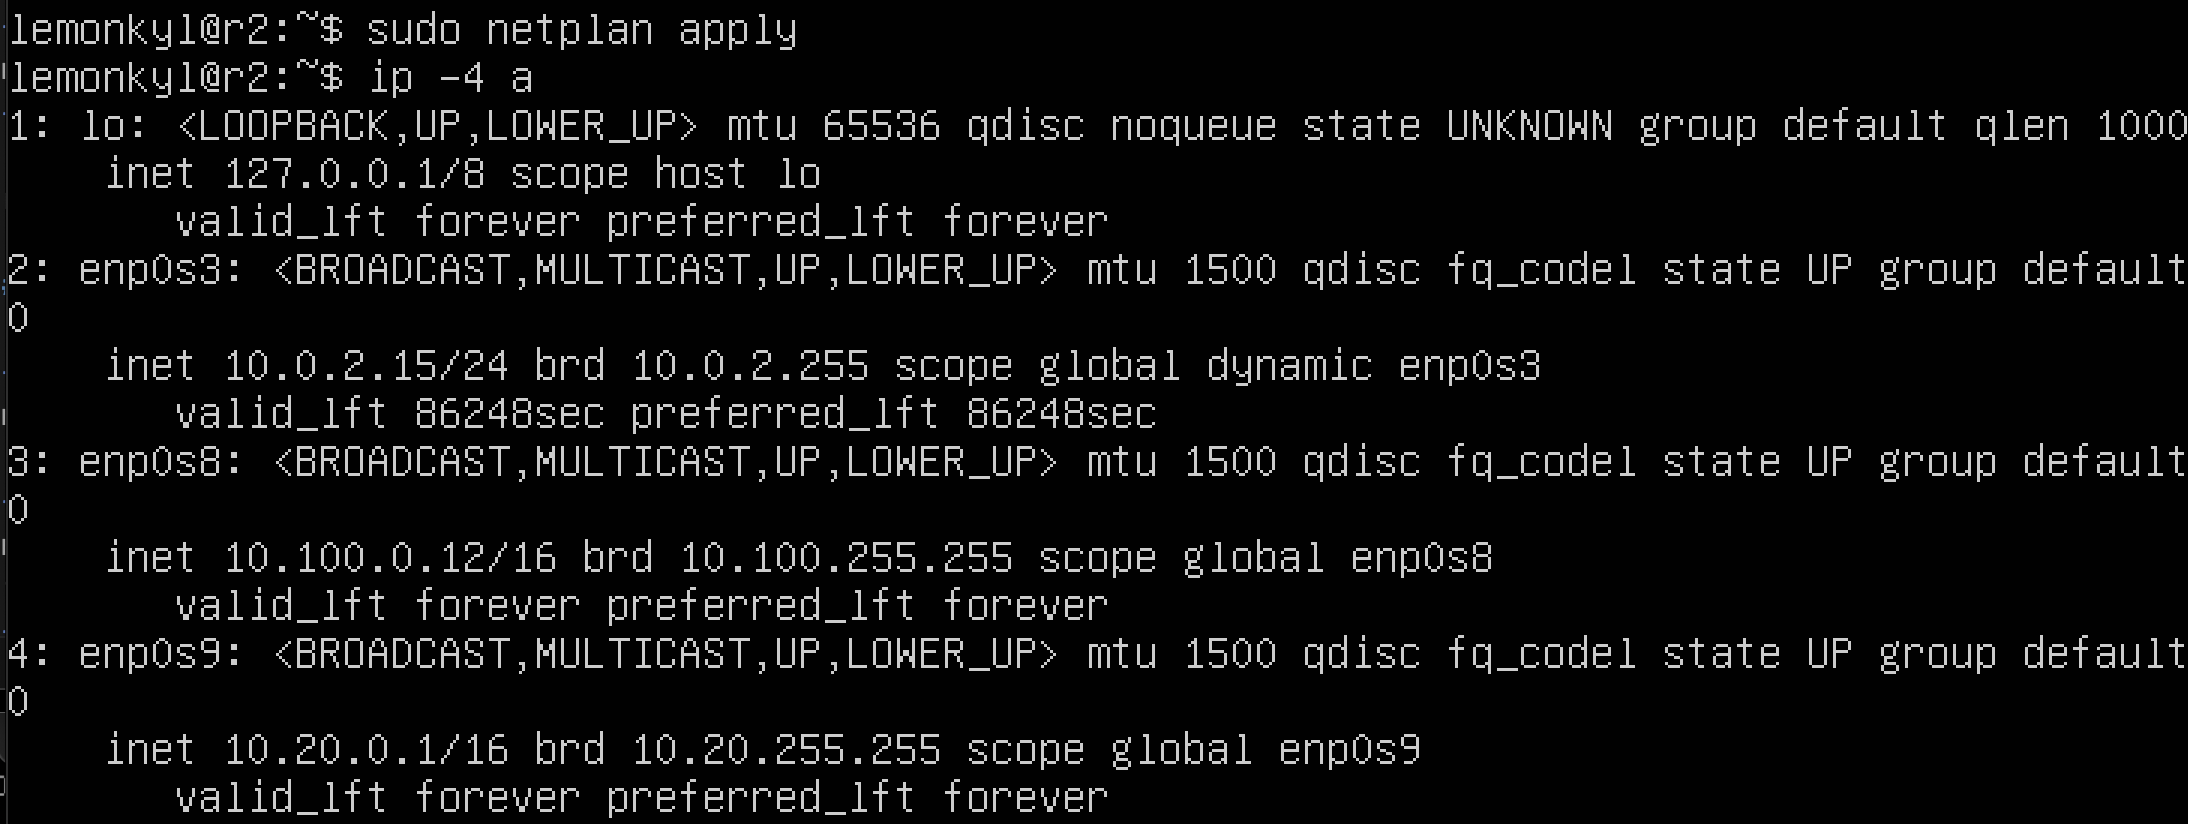 lemonkyl@r2:~$ sudo netplan apply
lemonkyl@r2:~$ ip -4 a
1: lo: <LOOPBACK,UP,LOWER_UP> mtu 65536 qdisc noqueue state UNKNOWN group default qlen 1000
    inet 127.0.0.1/8 scope host lo
       valid_lft forever preferred_lft forever
2: enp0s3: <BROADCAST,MULTICAST,UP,LOWER_UP> mtu 1500 qdisc fq_codel state UP group default
0
    inet 10.0.2.15/24 brd 10.0.2.255 scope global dynamic enp0s3
       valid_lft 86248sec preferred_lft 86248sec
3: enp0s8: <BROADCAST,MULTICAST,UP,LOWER_UP> mtu 1500 qdisc fq_codel state UP group default
0
    inet 10.100.0.12/16 brd 10.100.255.255 scope global enp0s8
       valid_lft forever preferred_lft forever
4: enp0s9: <BROADCAST,MULTICAST,UP,LOWER_UP> mtu 1500 qdisc fq_codel state UP group default
0
    inet 10.20.0.1/16 brd 10.20.255.255 scope global enp0s9
       valid_lft forever preferred_lft forever